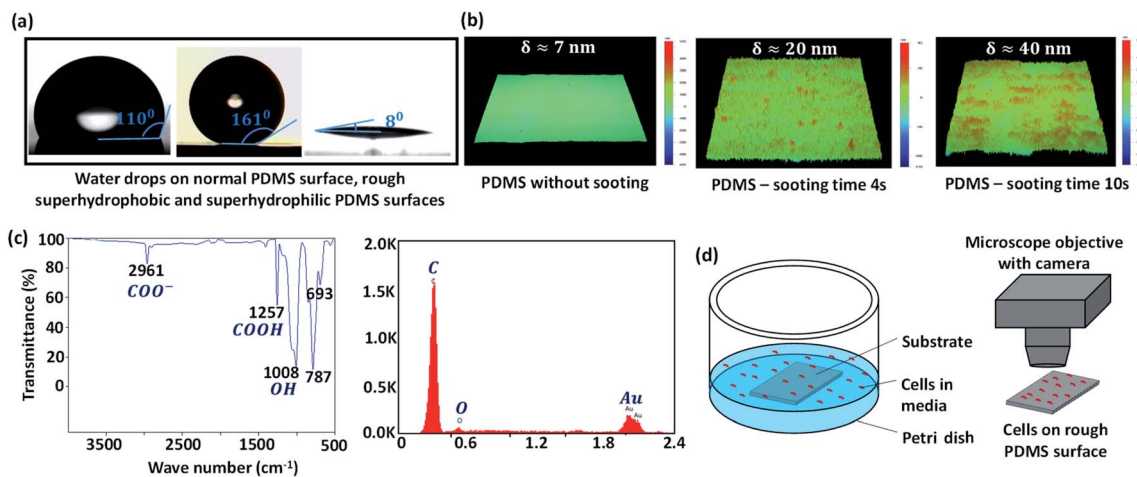 (a)
110⁰
161⁰
8⁰
Water drops on normal PDMS surface, rough
superhydrophobic and superhydrophilic PDMS surfaces
(b)
δ ≈ 7 nm
δ ≈ 20 nm
δ ≈ 40 nm
PDMS without sooting
PDMS – sooting time 4s
PDMS – sooting time 10s
(c)
Transmittance (%)
100
80
60
40
20
0
2961
COO⁻
1257
COOH
1008
OH
693
787
4000
2500
1500
500
Wave number (cm⁻¹)
2.0K
1.5K
1.0K
0.5K
0.0K
C
C
O
O
Au
Au
Au
0
0.6
1.2
1.8
2.4
(d)
Substrate
Cells in
media
Petri dish
Microscope objective
with camera
Cells on rough
PDMS surface